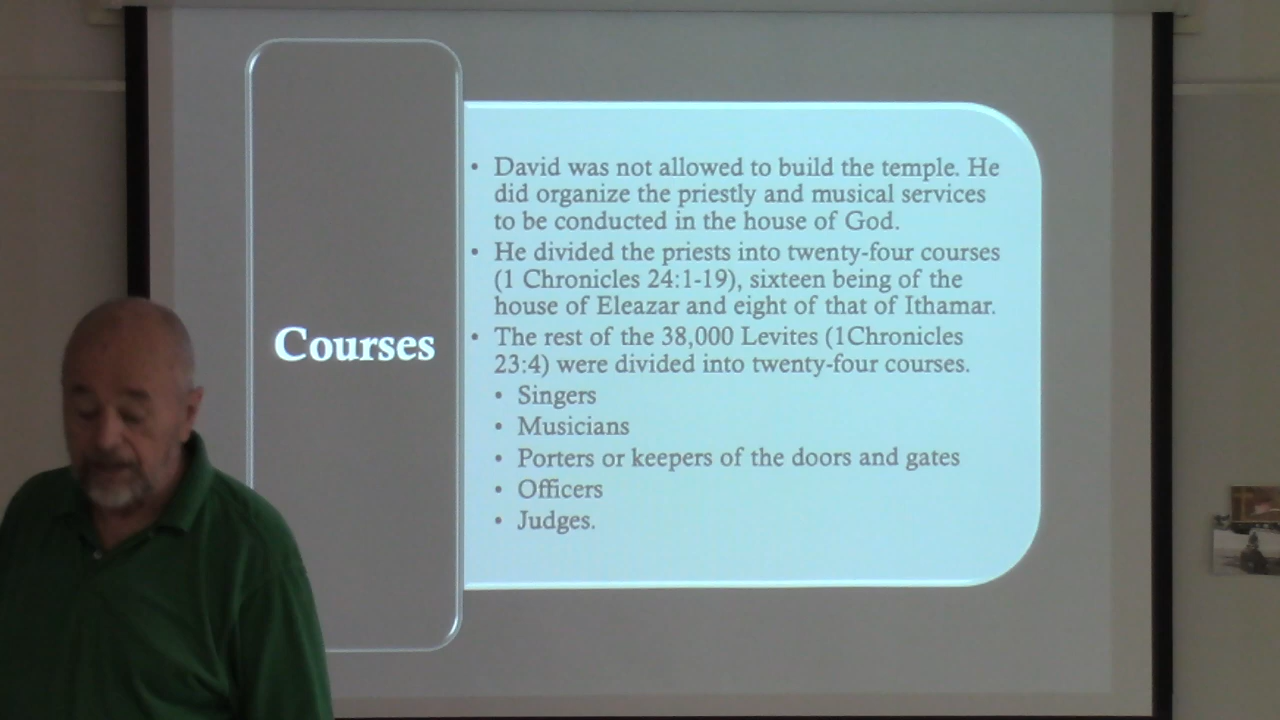 Courses
• David was not allowed to build the temple. He
did organize the priestly and musical services
to be conducted in the house of God.
• He divided the priests into twenty-four courses
(1 Chronicles 24:1-19), sixteen being of the
house of Eleazar and eight of that of Ithamar.
• The rest of the 38,000 Levites (1Chronicles
23:4) were divided into twenty-four courses.
• Singers
• Musicians
• Porters or keepers of the doors and gates
• Officers
• Judges.